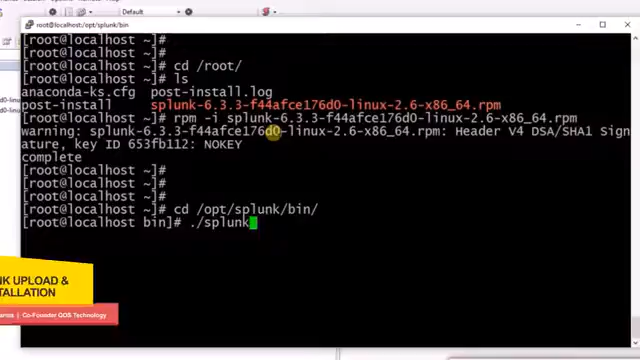 Default
root@localhost:/opt/splunk/bin
[root@localhost ~]#
[root@localhost ~]#
[root@localhost ~]# cd /root/
[root@localhost ~]# ls
anaconda-ks.cfg post-install.log
post-install splunk-6.3.3-f44afce176d0-linux-2.6-x86_64.rpm
[root@localhost ~]# rpm -i splunk-6.3.3-f44afce176d0-linux-2.6-x86_64.rpm
warning: splunk-6.3.3-f44afce176d0-linux-2.6-x86_64.rpm: Header V4 DSA/SHA1 Sign
ature, key ID 653fb112: NOKEY
complete
[root@localhost ~]#
[root@localhost ~]#
[root@localhost ~]#
[root@localhost ~]# cd /opt/splunk/bin/
[root@localhost bin]# ./splunk
NK UPLOAD &
TALLATION
| Co-Founder QOS Technology